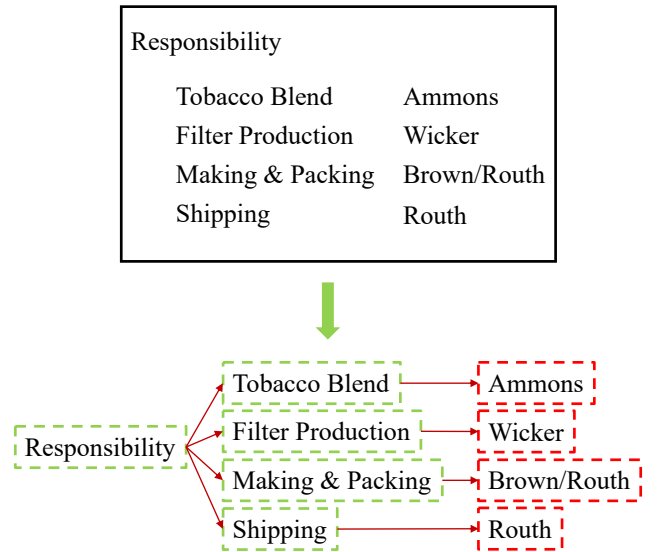 Responsibility
Tobacco Blend Ammons
Filter Production Wicker
Making & Packing Brown/Routh
Shipping Routh
Tobacco Blend Ammons
Filter Production Wicker
Responsibility
Making & Packing Brown/Routh
Shipping Routh